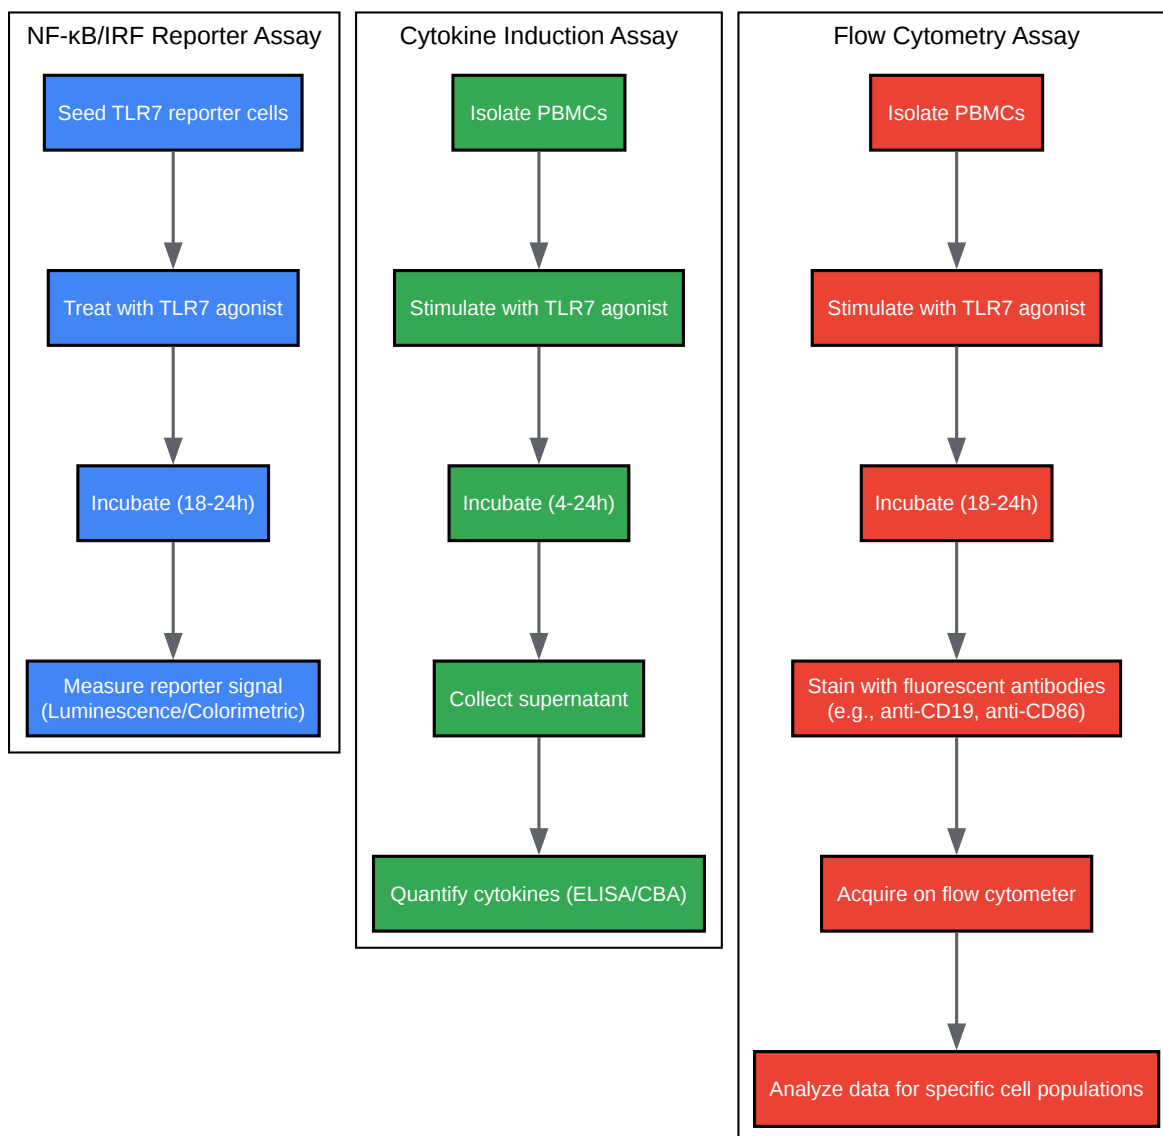 NF-κB/IRF Reporter Assay
Seed TLR7 reporter cells
Treat with TLR7 agonist
Incubate (18-24h)
Measure reporter signal
(Luminescence/Colorimetric)
Cytokine Induction Assay
Isolate PBMCs
Stimulate with TLR7 agonist
Incubate (4-24h)
Collect supernatant
Quantify cytokines (ELISA/CBA)
Flow Cytometry Assay
Isolate PBMCs
Stimulate with TLR7 agonist
Incubate (18-24h)
Stain with fluorescent antibodies
(e.g., anti-CD19, anti-CD86)
Acquire on flow cytometer
Analyze data for specific cell populations